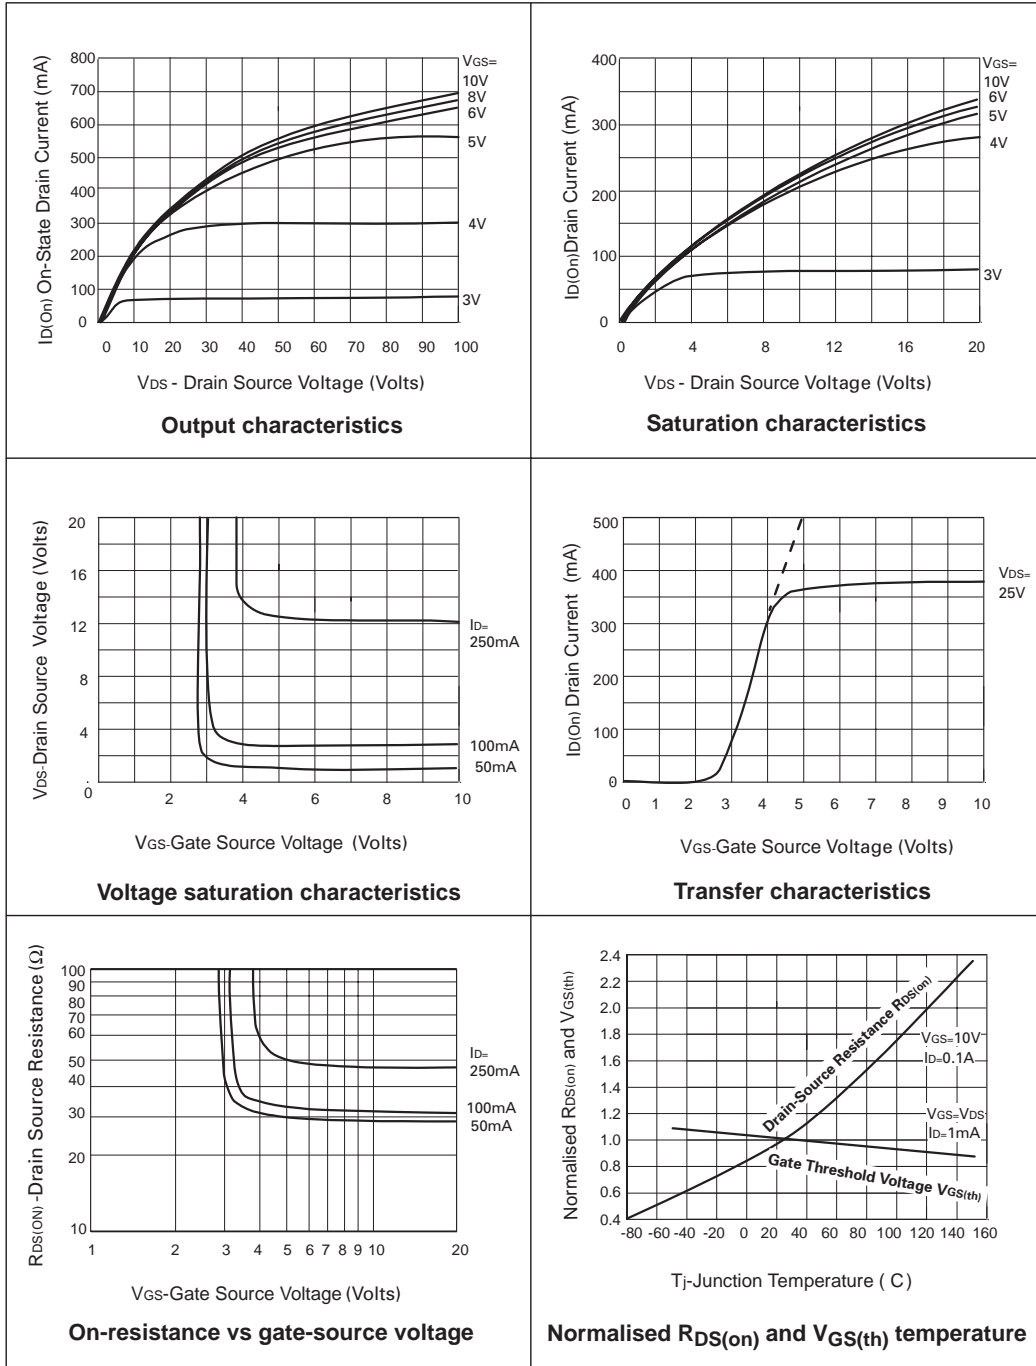 800
700
600
500
400
300
200
100
0
ID(On) On-State Drain Current (mA)
VGS=
10V
8V
6V
5V
4V
3V
0 10 20 30 40 50 60 70 80 90 100
VDS - Drain Source Voltage (Volts)
Output characteristics
400
300
200
100
0
ID(On) Drain Current (mA)
VGS=
10V
6V
5V
4V
3V
0 4 8 12 16 20
VDS - Drain Source Voltage (Volts)
Saturation characteristics
20
16
12
8
4
0
VDS-Drain Source Voltage (Volts)
ID=
250mA
100mA
50mA
2 4 6 8 10
VGS-Gate Source Voltage (Volts)
Voltage saturation characteristics
500
400
300
200
100
0
ID(On) Drain Current (mA)
VDS=
25V
0 1 2 3 4 5 6 7 8 9 10
VGS-Gate Source Voltage (Volts)
Transfer characteristics
100
90
80
70
60
50
40
30
20
10
RDS(ON) -Drain Source Resistance (Ω)
ID=
250mA
100mA
50mA
1 2 3 4 5 6 7 8 9 10 20
VGS-Gate Source Voltage (Volts)
On-resistance vs gate-source voltage
2.4
2.2
2.0
1.8
1.6
1.4
1.2
1.0
0.8
0.6
0.4
Normalised RDS(on) and VGS(th)
Drain-Source Resistance RDS(on)
VGS=10V
ID=0.1A
VGS=VDS
ID=1mA
Gate Threshold Voltage VGS(th)
-80 -60 -40 -20 0 20 40 60 80 100 120 140 160
Tj-Junction Temperature ( C)
Normalised RDS(on) and VGS(th) temperature